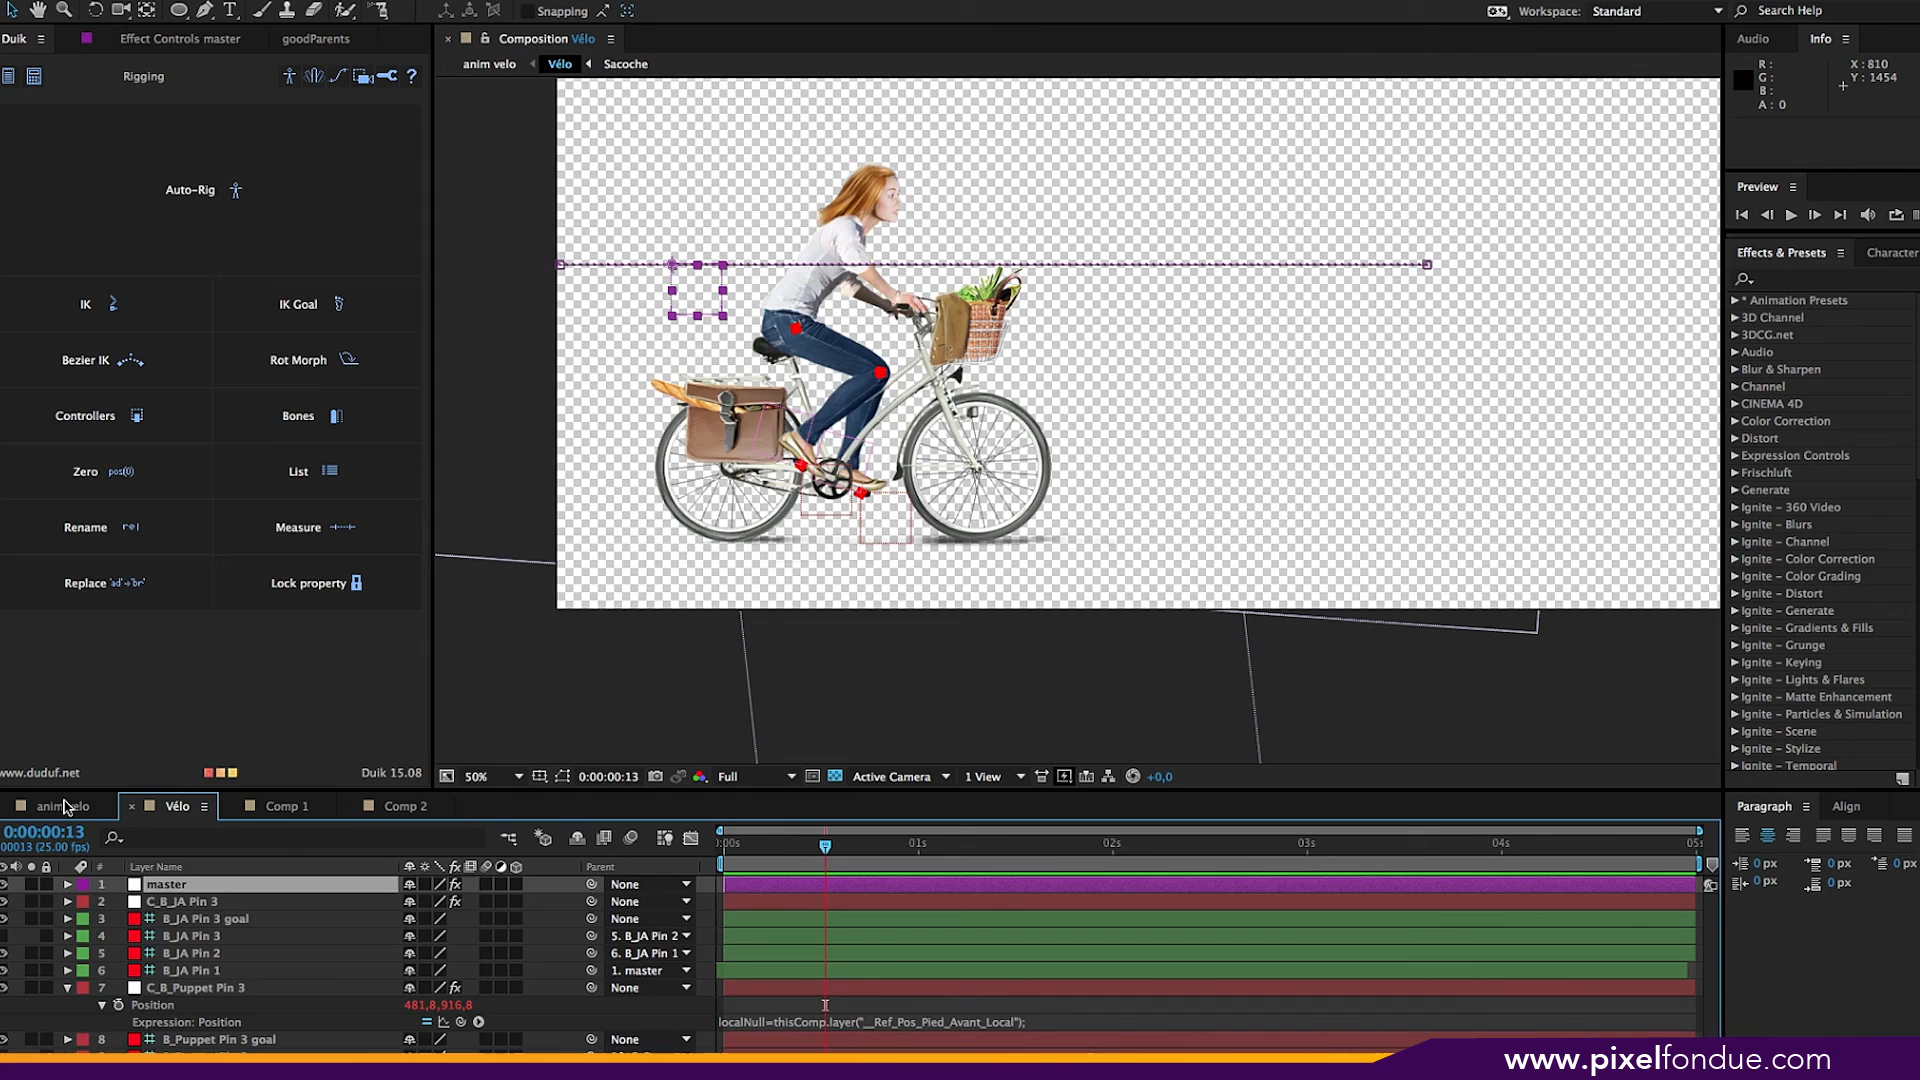 Snapping
Workspace: Standard
Search Help
Duik
Effect Controls master
goodParents
Composition Vélo
Audio
Info
anim velo
Vélo
Sacoche
Rigging
?
R :
G :
B :
A : 0
X : 810
Y : 1454
Auto-Rig
Preview
IK
IK Goal
Bezier IK
Rot Morph
Controllers
Bones
Zero pos(0)
List
Rename
Measure
Replace
Lock property
Effects & Presets
Character
* Animation Presets
3D Channel
3DCG.net
Audio
Blur & Sharpen
Channel
CINEMA 4D
Color Correction
Distort
Expression Controls
Frischluft
Generate
Ignite - 360 Video
Ignite - Blurs
Ignite - Channel
Ignite - Color Correction
Ignite - Color Grading
Ignite - Distort
Ignite - Generate
Ignite - Gradients & Fills
Ignite - Grunge
Ignite - Keying
Ignite - Lights & Flares
Ignite - Matte Enhancement
Ignite - Particles & Simulation
Ignite - Scene
Ignite - Stylize
Ignite - Temporal
www.duduf.net
Duik 15.08
50%
0:00:00:13
Full
Active Camera
1 View
+0,0
Vélo
Comp 1
Comp 2
Paragraph
Align
0:00:00:13
00013 (25.00 fps)
:00s
01s
02s
03s
04s
05s
# Layer Name
Parent
0 px
0 px
0 px
0 px
0 px
1 master None
2 C_B_JA Pin 3 None
3 B_JA Pin 3 goal None
4 B_JA Pin 3 5. B_JA Pin 2
5 B_JA Pin 2 6. B_JA Pin 1
6 B_JA Pin 1 1. master
7 C_B_Puppet Pin 3 None
Position 481,8,916,8
Expression: Position
localNull=thisComp.layer("__Ref_Pos_Pied_Avant_Local");
8 B_Puppet Pin 3 goal None
www.pixelfondue.com